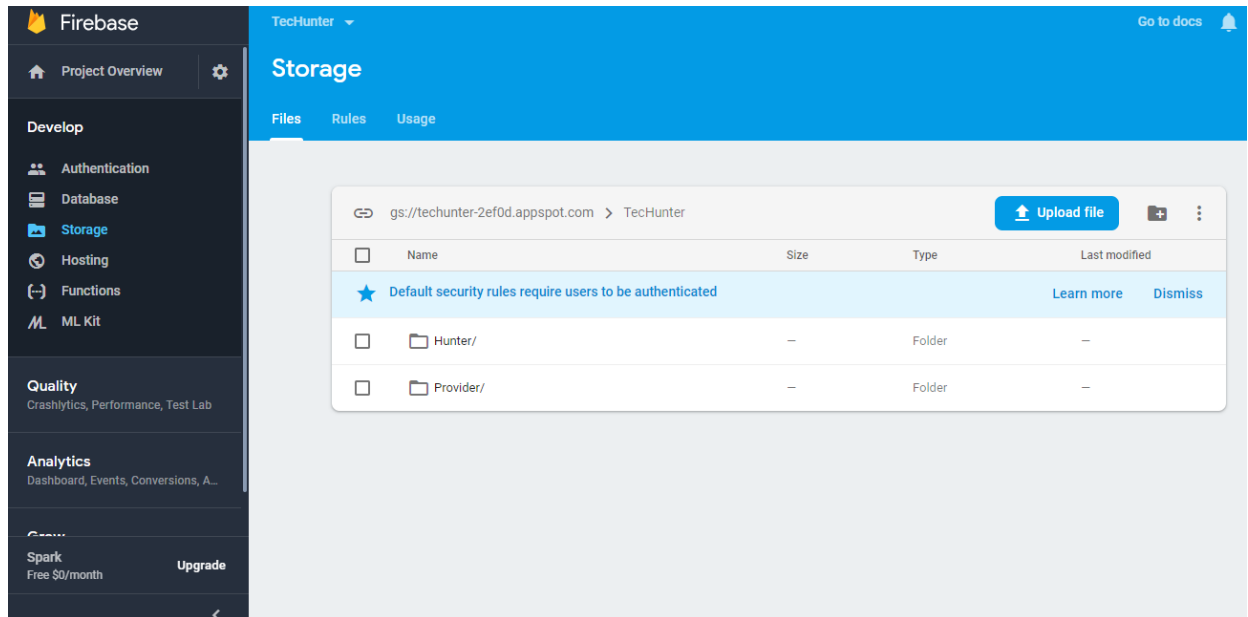 Firebase
TecHunter
Go to docs
Project Overview
Storage
Files Rules Usage
Develop
Authentication
Database
Storage
Hosting
Functions
ML Kit
gs://techunter-2ef0d.appspot.com > TecHunter
Upload file
Name Size Type Last modified
Default security rules require users to be authenticated Learn more Dismiss
Hunter/ — Folder —
Provider/ — Folder —
Quality
Crashlytics, Performance, Test Lab
Analytics
Dashboard, Events, Conversions, A...
Grow
Spark
Free $0/month
Upgrade